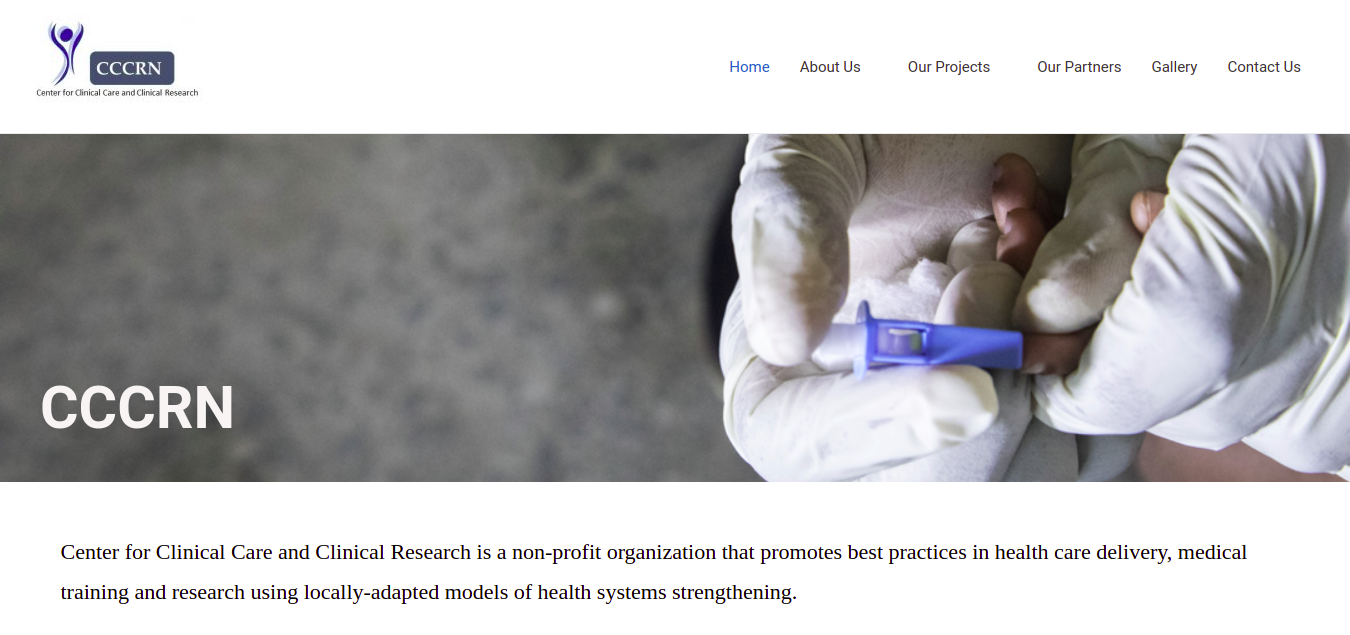 CCCRN
Center for Clinical Care and Clinical Research
Home About Us Our Projects Our Partners Gallery Contact Us
CCCRN
Center for Clinical Care and Clinical Research is a non-profit organization that promotes best practices in health care delivery, medical
training and research using locally-adapted models of health systems strengthening.